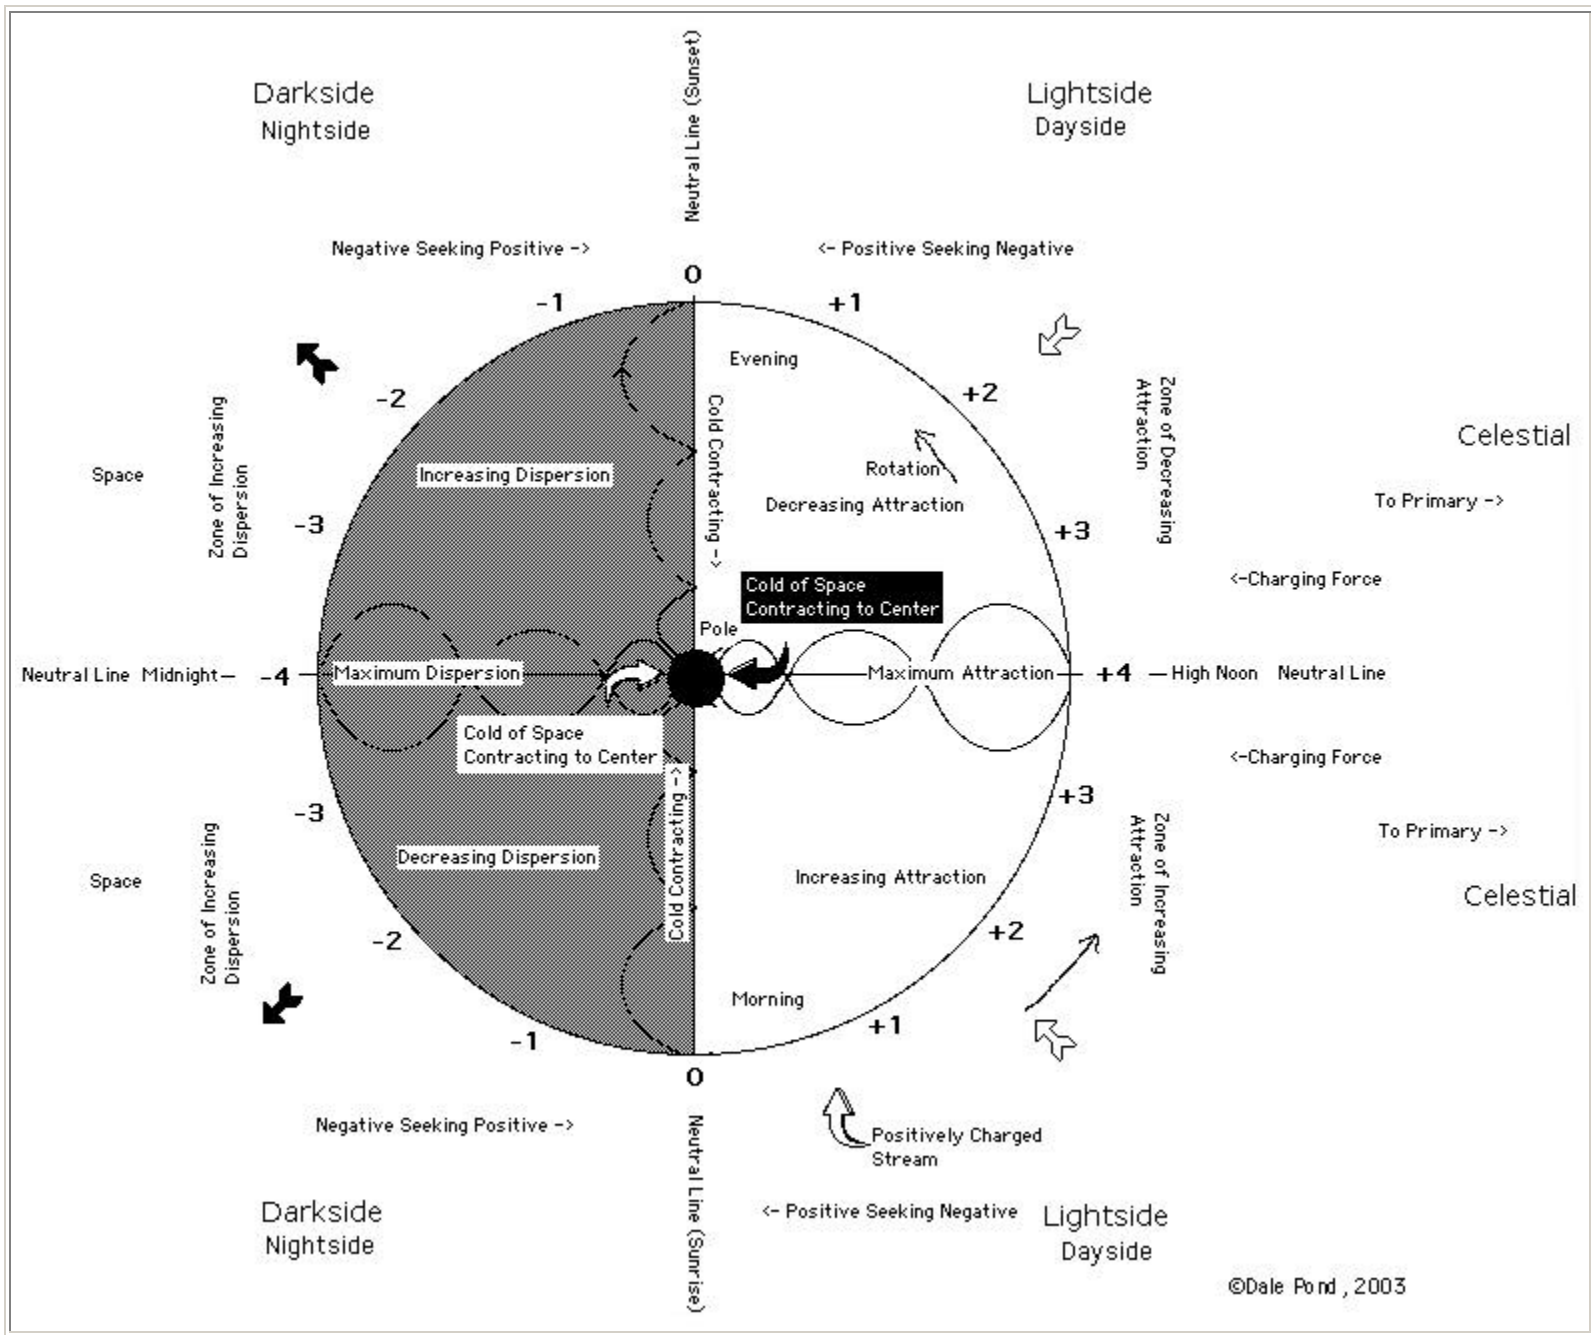 Darkside
Nightside
Neutral Line (Sunset)
Lightside
Dayside
Negative Seeking Positive ->
<- Positive Seeking Negative
0
-1
+1
Evening
-2
+2
Zone of Increasing
Dispersion
Zone of Decreasing
Attraction
Cold Contracting ->
Celestial
Space
Increasing Dispersion
Rotation
Decreasing Attraction
To Primary ->
-3
+3
<-Charging Force
Cold of Space
Contracting to Center
Pole
Neutral Line Midnight—
-4
Maximum Dispersion
Maximum Attraction
+4
—High Noon Neutral Line
Cold of Space
Contracting to Center
<-Charging Force
Cold Contracting ->
-3
+3
Zone of Increasing
Dispersion
Zone of Increasing
Attraction
To Primary ->
Decreasing Dispersion
Increasing Attraction
Space
Celestial
-2
+2
Morning
-1
+1
0
Negative Seeking Positive ->
Neutral Line (Sunrise)
Positively Charged
Stream
<- Positive Seeking Negative
Darkside
Nightside
Lightside
Dayside
©Dale Pond, 2003